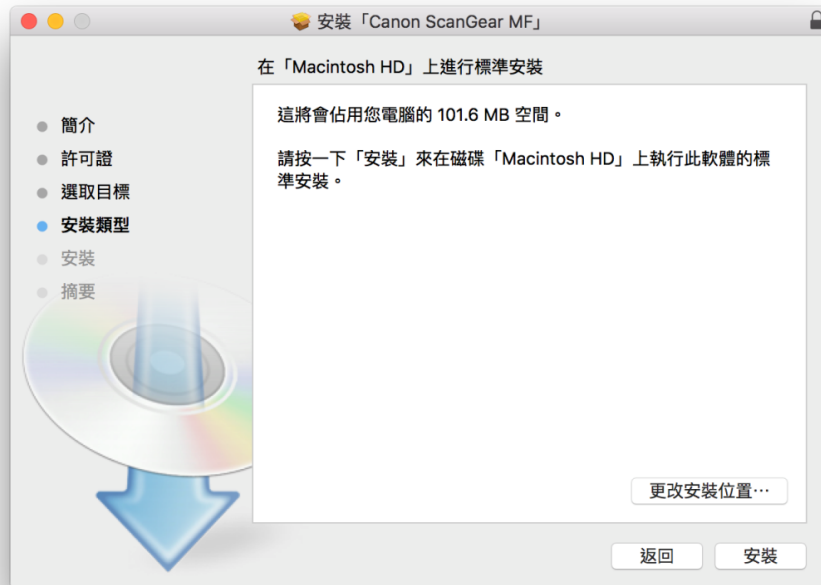 安裝「Canon ScanGear MF」
在「Macintosh HD」上進行標準安裝
簡介
許可證
選取目標
安裝類型
安裝
摘要
這將會佔用您電腦的 101.6 MB 空間。
請按一下「安裝」來在磁碟「Macintosh HD」上執行此軟體的標
準安裝。
更改安裝位置⋯
返回
安裝